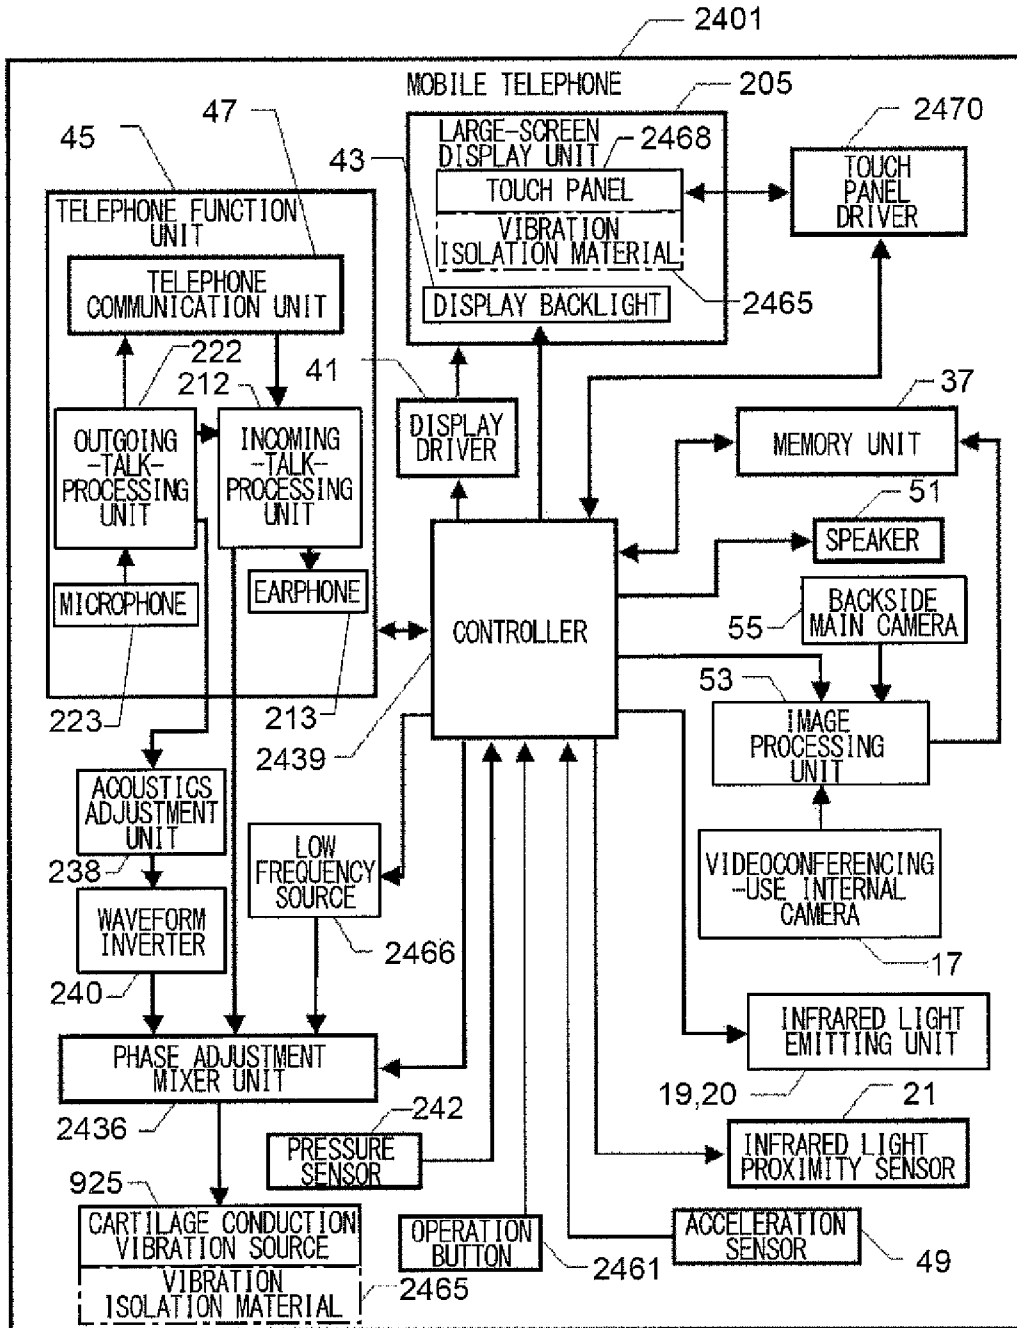 2401
MOBILE TELEPHONE
205
47
45
LARGE-SCREEN
DISPLAY UNIT
2468
2470
43
TOUCH PANEL
TOUCH
PANEL
DRIVER
TELEPHONE FUNCTION
UNIT
VIBRATION
ISOLATION MATERIAL
TELEPHONE
COMMUNICATION UNIT
2465
DISPLAY BACKLIGHT
222
212
41
37
OUTGOING
-TALK-
PROCESSING
UNIT
INCOMING
-TALK-
PROCESSING
UNIT
DISPLAY
DRIVER
MEMORY UNIT
51
SPEAKER
MICROPHONE
EARPHONE
CONTROLLER
55
BACKSIDE
MAIN CAMERA
53
223
213
2439
IMAGE
PROCESSING
UNIT
ACOUSTICS
ADJUSTMENT
UNIT
238
LOW
FREQUENCY
SOURCE
VIDEOCONFERENCING
-USE INTERNAL
CAMERA
WAVEFORM
INVERTER
2466
17
240
INFRARED LIGHT
EMITTING UNIT
PHASE ADJUSTMENT
MIXER UNIT
19,20
21
2436
242
PRESSURE
SENSOR
INFRARED LIGHT
PROXIMITY SENSOR
925
CARTILAGE CONDUCTION
VIBRATION SOURCE
OPERATION
BUTTON
2461
ACCELERATION
SENSOR
49
VIBRATION
ISOLATION MATERIAL
2465